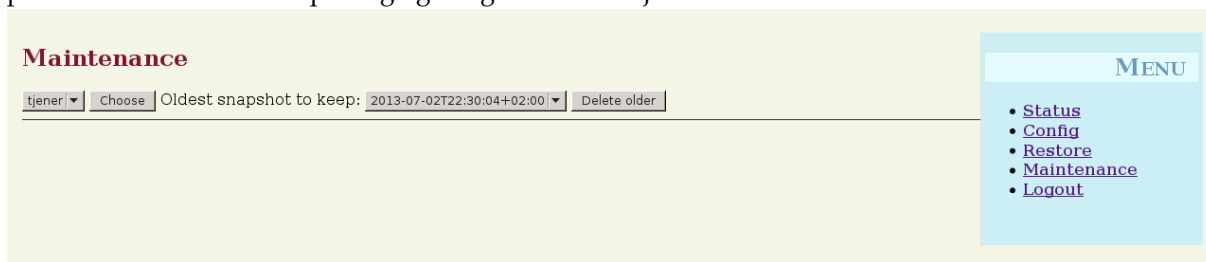 Maintenance
tjener Choose Oldest snapshot to keep: 2013-07-02T22:30:04+02:00 Delete older
MENU
Status
Config
Restore
Maintenance
Logout